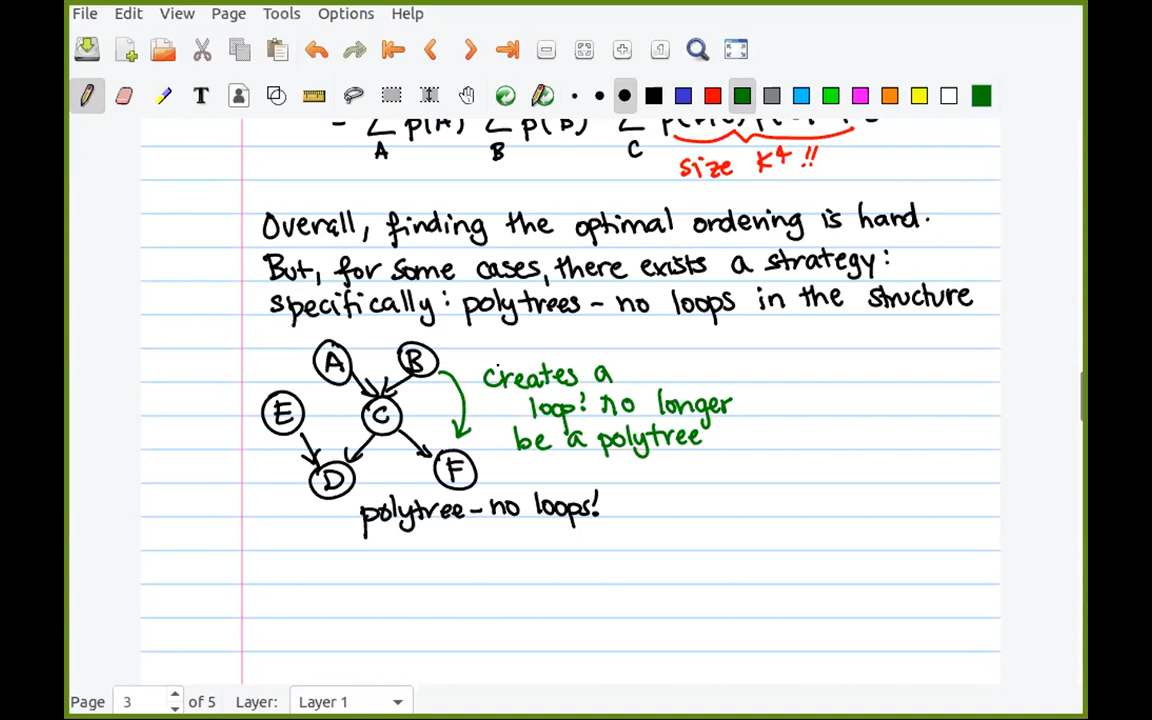 File Edit View Page Tools Options Help
T
= Σ p(A) Σ p(B) Σ
A B C
size K⁴ !!
Overall, finding the optimal ordering is hard.
But, for some cases, there exists a strategy:
specifically: polytrees - no loops in the structure
A B
creates a
E C
loop! no longer
be a polytree
D F
polytree - no loops!
Page 3 of 5 Layer: Layer 1